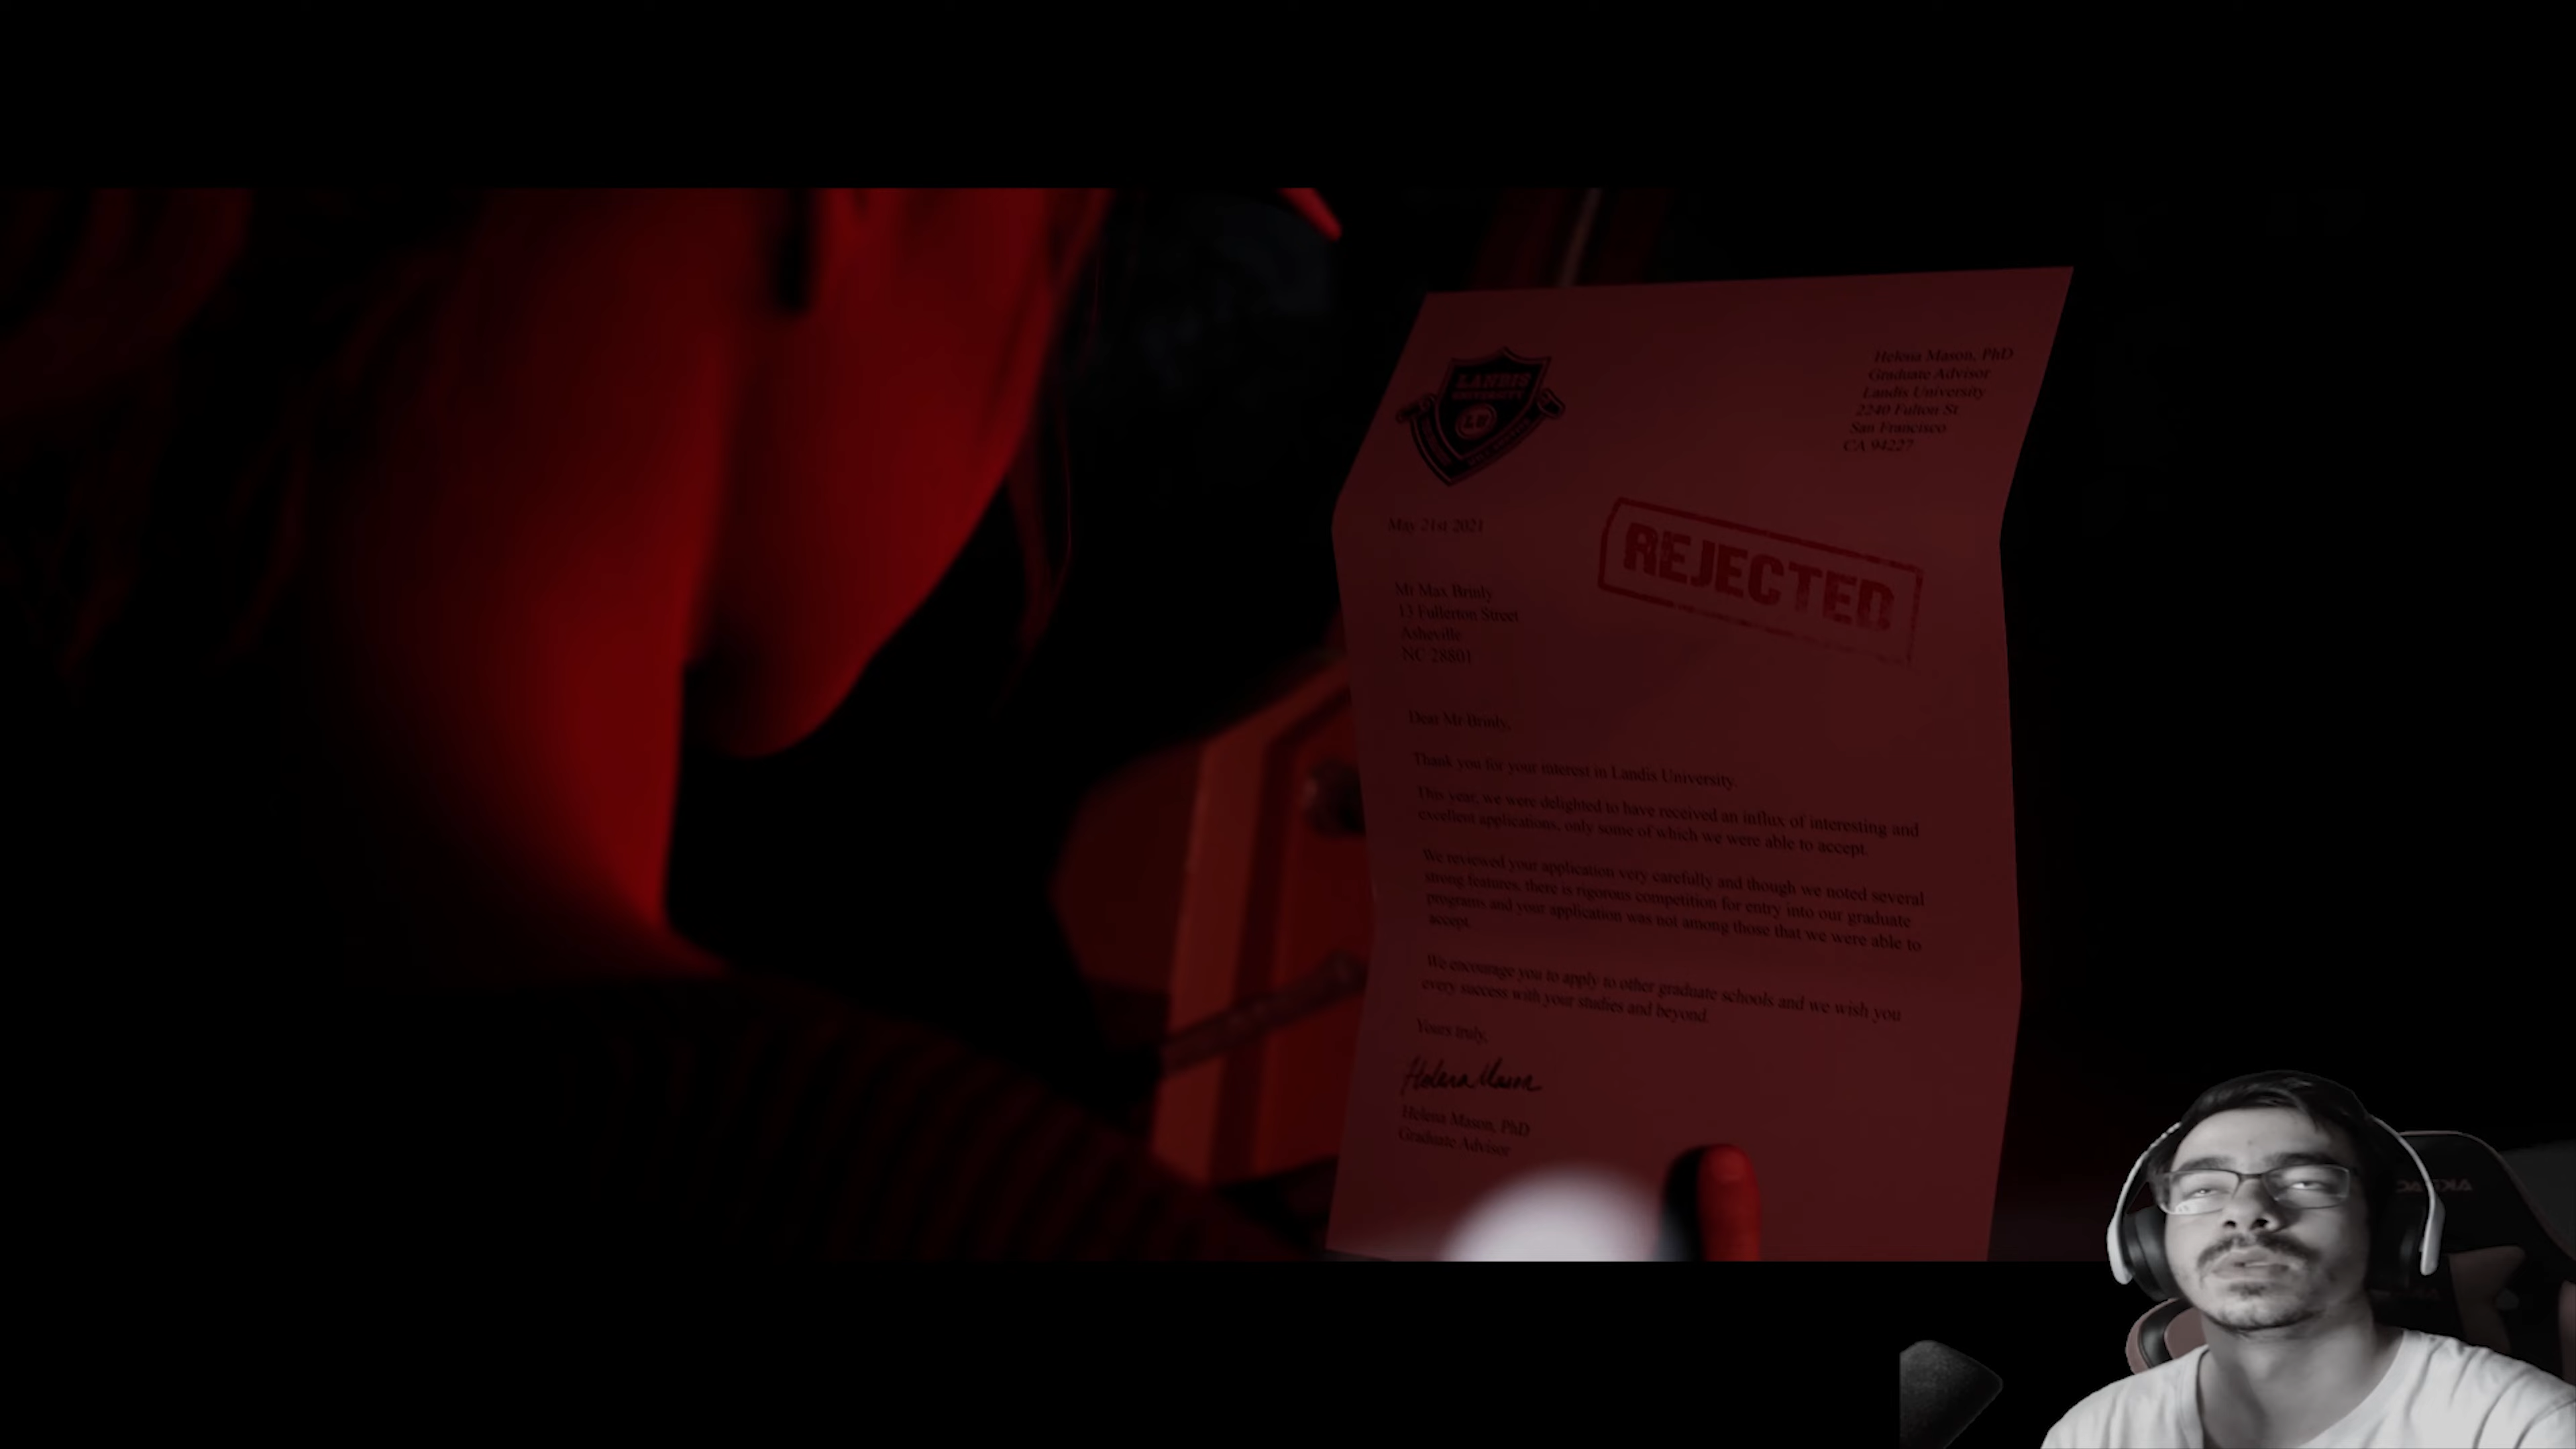 LANDIS
UNIVERSITY
LU
Helena Mason, PhD
Graduate Advisor
Landis University
2240 Fulton St
San Francisco
CA 94227
May 21st 2021
REJECTED
Mr Max Brinly
13 Fullerton Street
Asheville
NC 28801
Dear Mr Brinly,
Thank you for your interest in Landis University.
This year, we were delighted to have received an influx of interesting and
excellent applications, only some of which we were able to accept.
We reviewed your application very carefully and though we noted several
strong features, there is rigorous competition for entry into our graduate
programs and your application was not among those that we were able to
accept.
We encourage you to apply to other graduate schools and we wish you
every success with your studies and beyond.
Yours truly,
Helena Mason
Helena Mason, PhD
Graduate Advisor